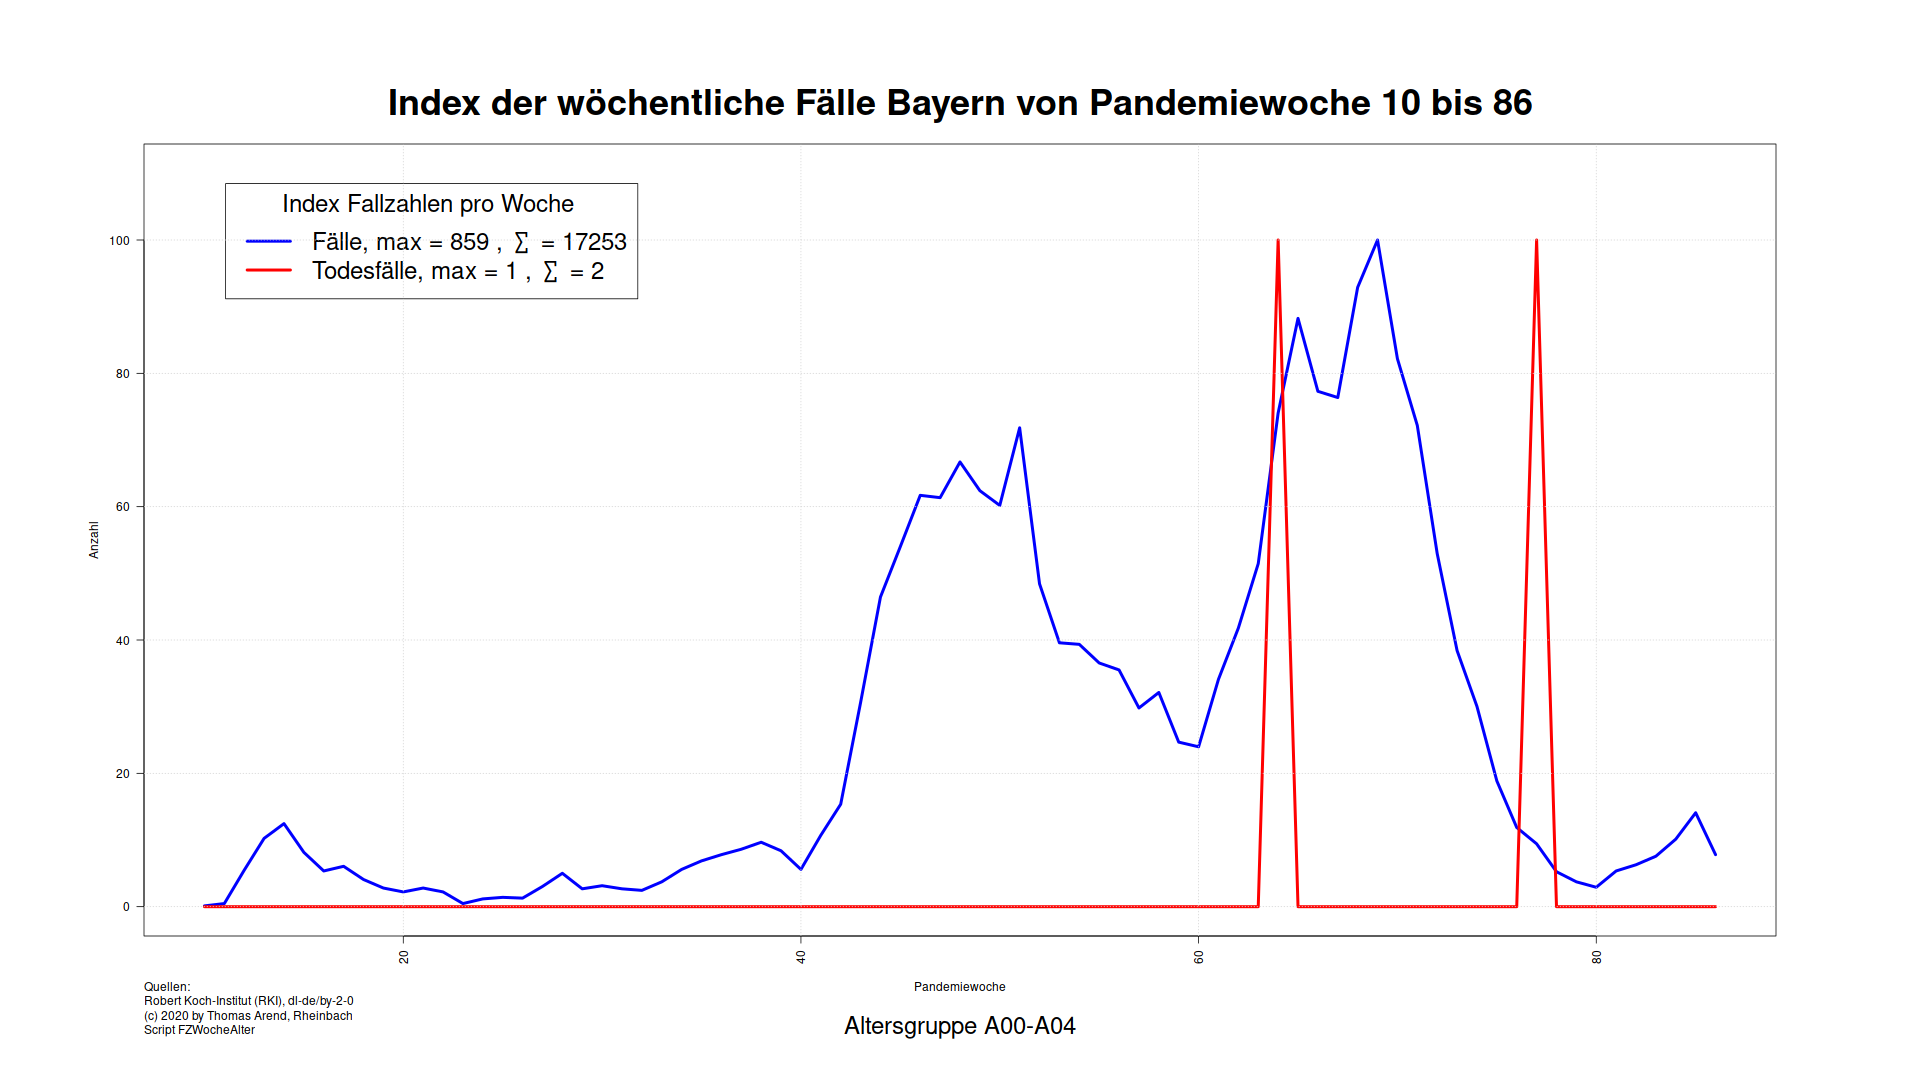 Index der wöchentliche Fälle Bayern von Pandemiewoche 10 bis 86
Index Fallzahlen pro Woche
Fälle, max = 859 , ∑ = 17253
Todesfälle, max = 1 , ∑ = 2
100
80
60
40
20
0
Anzahl
20
40
60
80
Pandemiewoche
Quellen:
Robert Koch-Institut (RKI), dl-de/by-2-0
(c) 2020 by Thomas Arend, Rheinbach
Script FZWocheAlter
Altersgruppe A00-A04